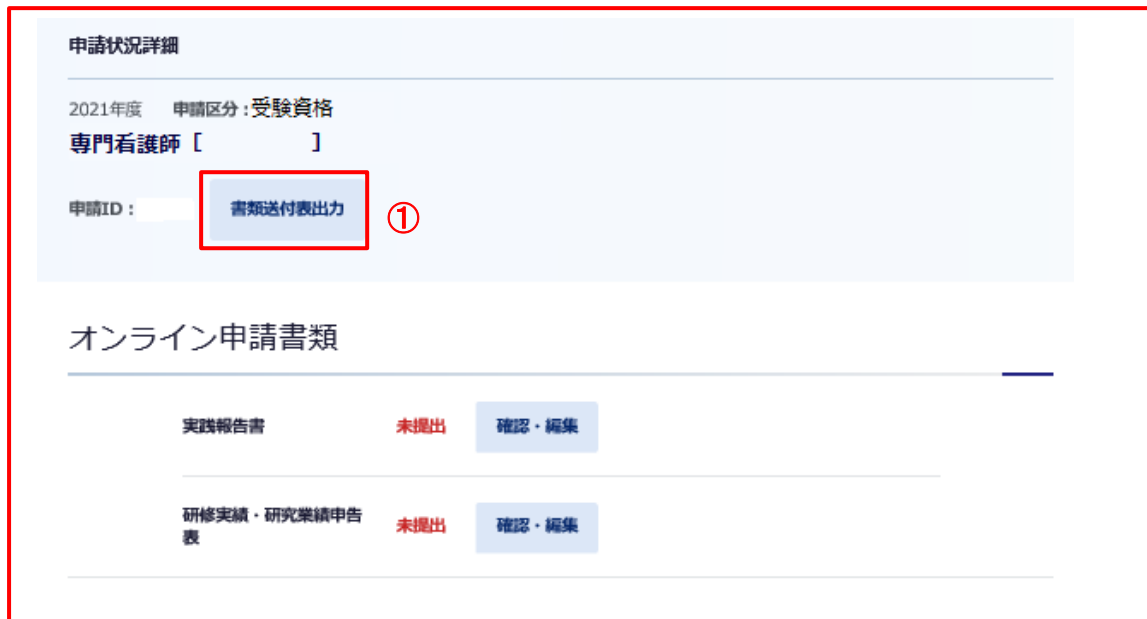 申請状況詳細
2021年度 申請区分：受験資格
専門看護師［ ］
申請ID： 書類送付表出力 ①
オンライン申請書類
実践報告書 未提出 確認・編集
研修実績・研究業績申告
表 未提出 確認・編集